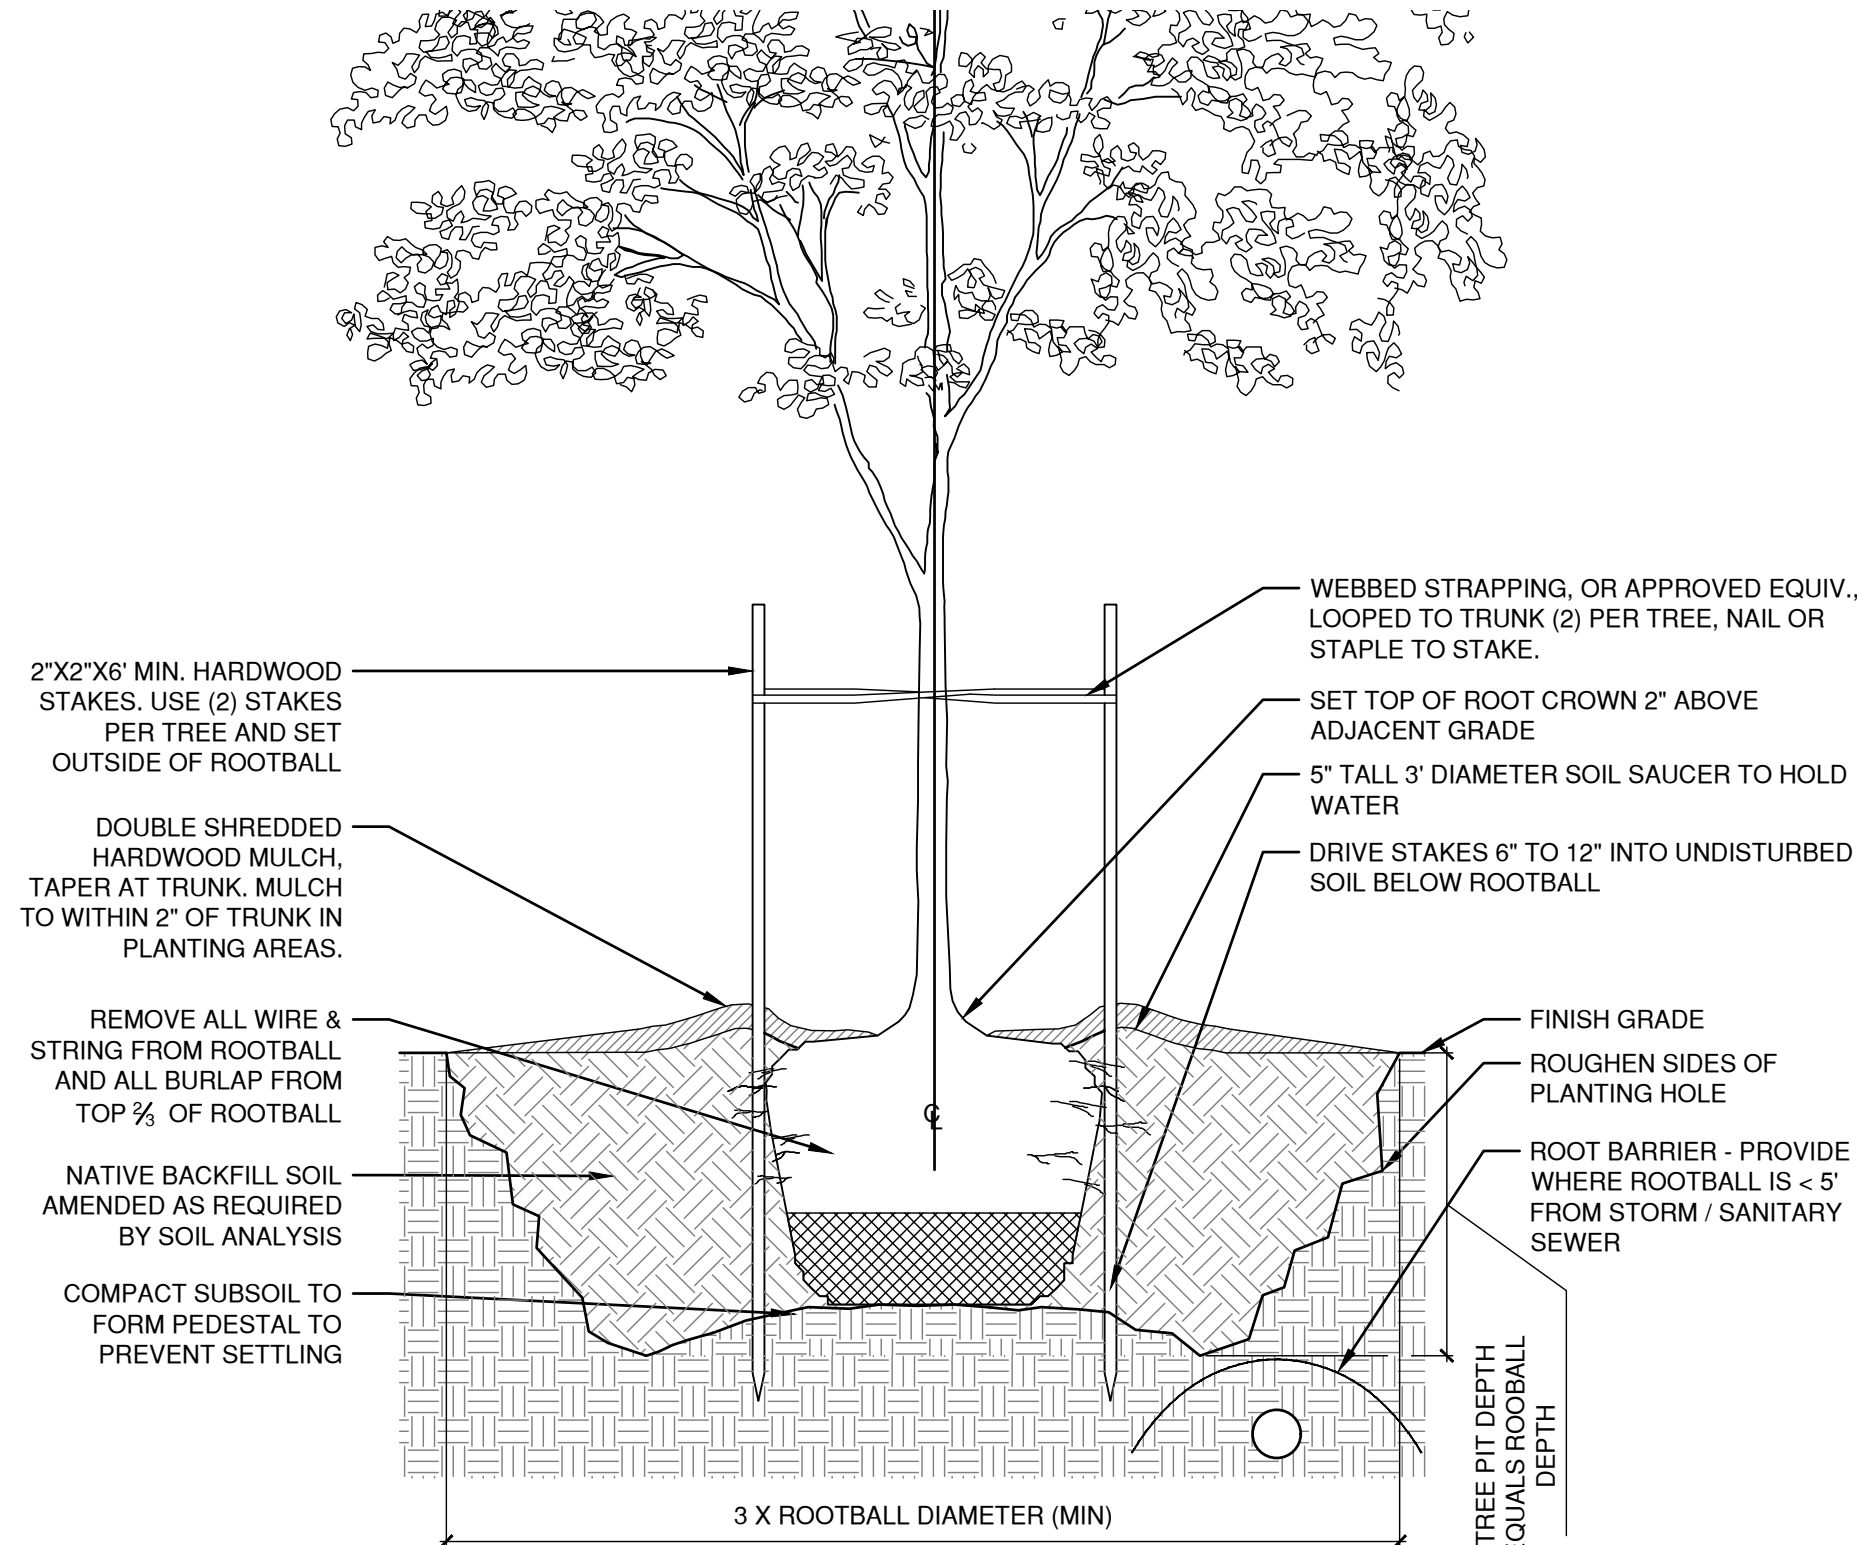 2"X2"X6' MIN. HARDWOOD
STAKES. USE (2) STAKES
PER TREE AND SET
OUTSIDE OF ROOTBALL
DOUBLE SHREDDED
HARDWOOD MULCH,
TAPER AT TRUNK. MULCH
TO WITHIN 2" OF TRUNK IN
PLANTING AREAS.
REMOVE ALL WIRE &
STRING FROM ROOTBALL
AND ALL BURLAP FROM
TOP 2/3 OF ROOTBALL
NATIVE BACKFILL SOIL
AMENDED AS REQUIRED
BY SOIL ANALYSIS
COMPACT SUBSOIL TO
FORM PEDESTAL TO
PREVENT SETTLING
WEBBED STRAPPING, OR APPROVED EQUIV.,
LOOPED TO TRUNK (2) PER TREE, NAIL OR
STAPLE TO STAKE.
SET TOP OF ROOT CROWN 2" ABOVE
ADJACENT GRADE
5" TALL 3' DIAMETER SOIL SAUCER TO HOLD
WATER
DRIVE STAKES 6" TO 12" INTO UNDISTURBED
SOIL BELOW ROOTBALL
FINISH GRADE
ROUGHEN SIDES OF
PLANTING HOLE
ROOT BARRIER - PROVIDE
WHERE ROOTBALL IS < 5'
FROM STORM / SANITARY
SEWER
℄
TREE PIT DEPTH
EQUALS ROOBALL
DEPTH
3 X ROOTBALL DIAMETER (MIN)